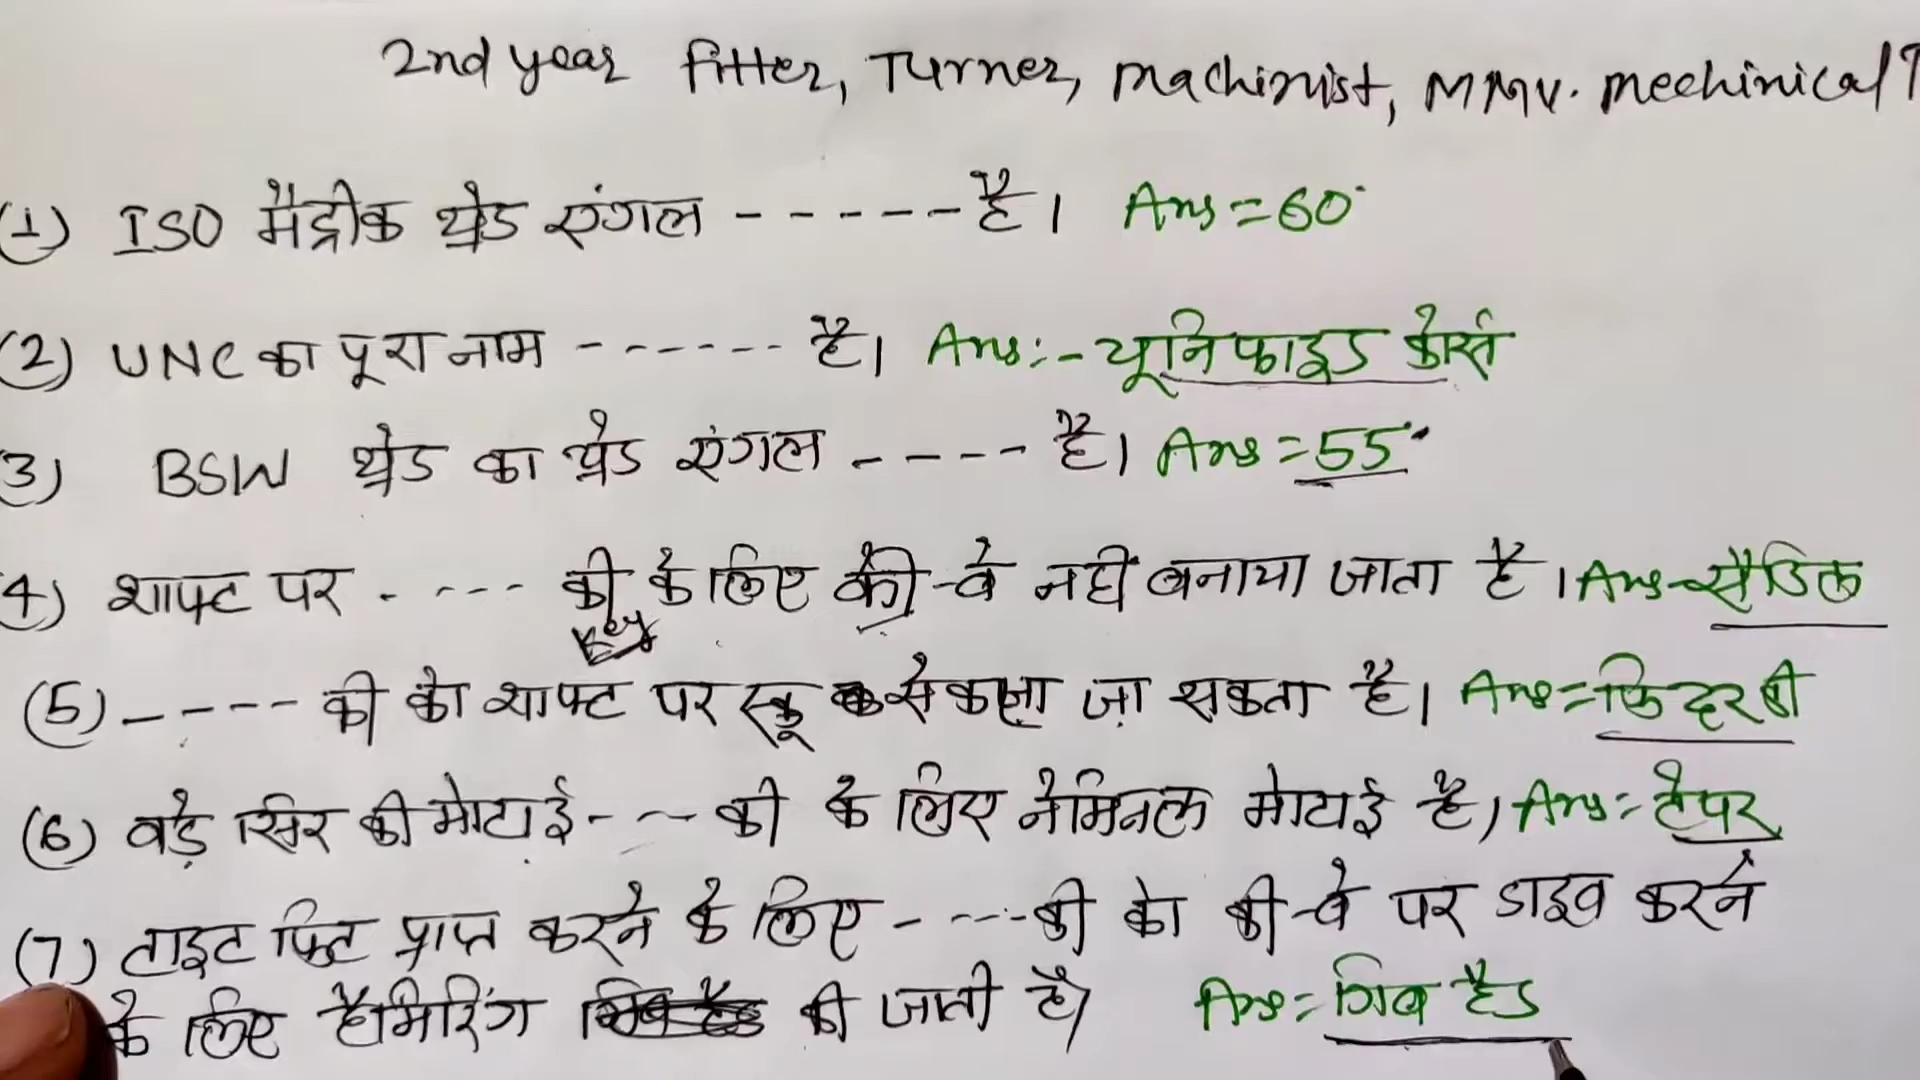 2nd year Fitter, Turner, Machinist, MMV. mechinical
(1) ISO मैट्रीक थ्रेड एंगल ------ है। Ans = 60°
(2) UNC का पूरा नाम ------ है। Ans:- यूनिफाइड कोर्स
(3) BSW थ्रेड का थ्रेड एंगल ---- है। Ans = 55°
(4) शाफ्ट पर ---- की के लिए की-वे नहीं बनाया जाता है। Ans - सैडिल
Key
(5) ---- की को शाफ्ट पर स्क्रू से कसा जा सकता है। Ans = फिदर की
(6) बड़े सिरे की मोटाई --- की के लिए नोमिनल मोटाई है। Ans = टेपर
(7) टाइट फिट प्राप्त करने के लिए ---- की को की-वे पर डाइव करने
के लिए हैमरिंग की जाती है। Ans = गिब हैड